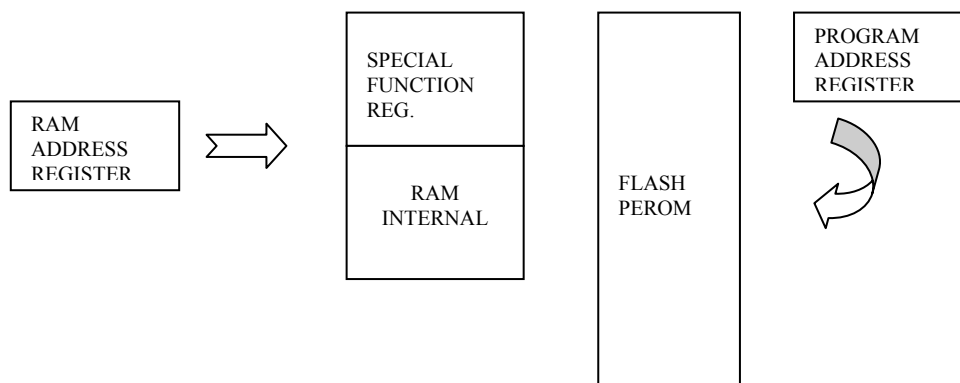 RAM
ADDRESS
REGISTER
SPECIAL
FUNCTION
REG.
RAM
INTERNAL
FLASH
PEROM
PROGRAM
ADDRESS
REGISTER